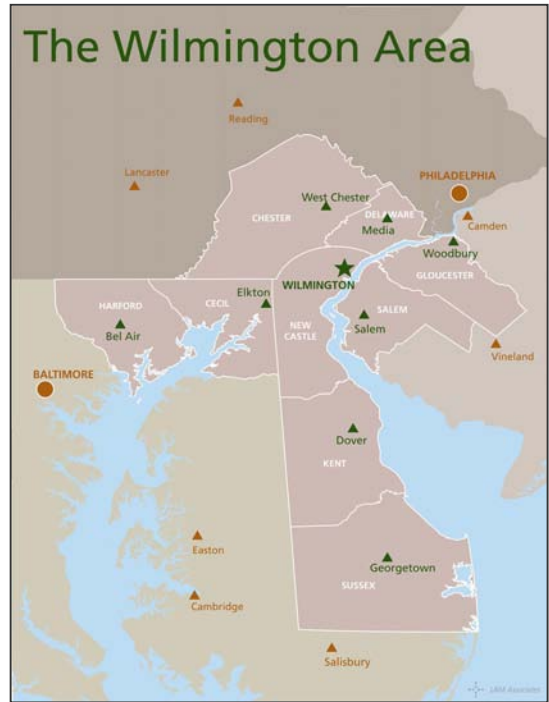 The Wilmington Area
Reading
Lancaster
PHILADELPHIA
West Chester
DELAWARE
CHESTER
Media
Camden
Woodbury
GLOUCESTER
WILMINGTON
Elkton
HARFORD
CECIL
NEW
CASTLE
SALEM
Bel Air
Salem
Vineland
BALTIMORE
Dover
KENT
Easton
Georgetown
SUSSEX
Cambridge
Salisbury